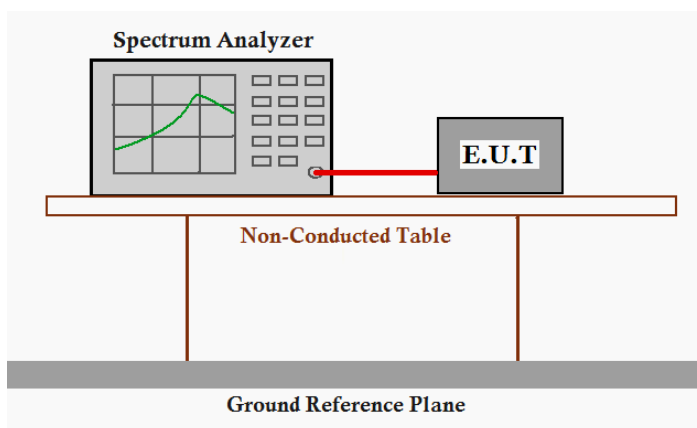 Spectrum Analyzer
E.U.T
Non-Conducted Table
Ground Reference Plane